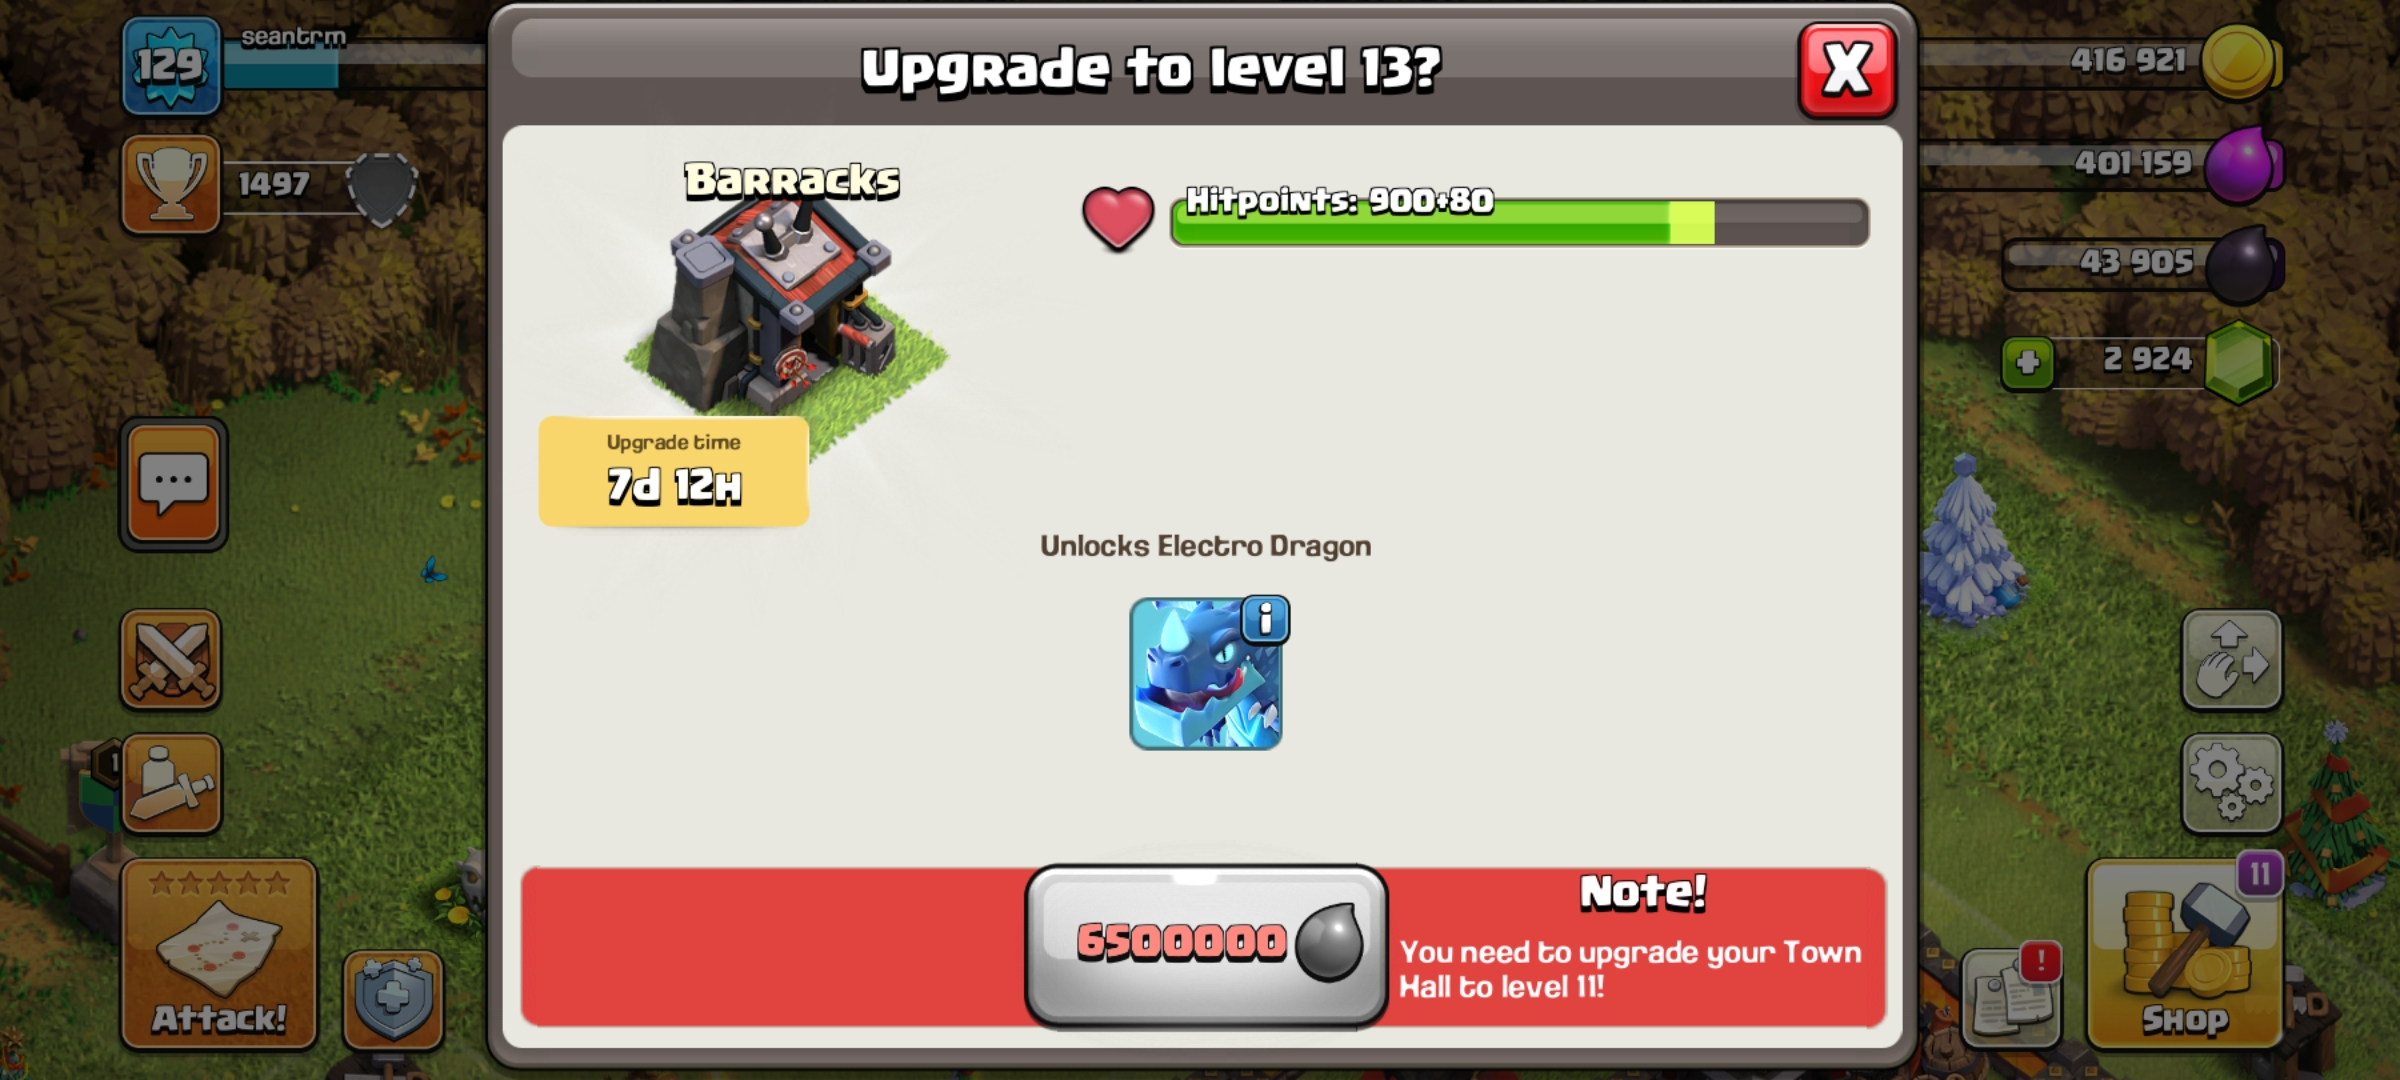 129
seantrm
1497
Upgrade to level 13?
X
416 921
401 159
43 905
2 924
Barracks
Hitpoints: 900+80
Upgrade time
7d 12H
Unlocks Electro Dragon
i
1
Attack!
6500000
Note!
You need to upgrade your Town
Hall to level 11!
!
11
Shop